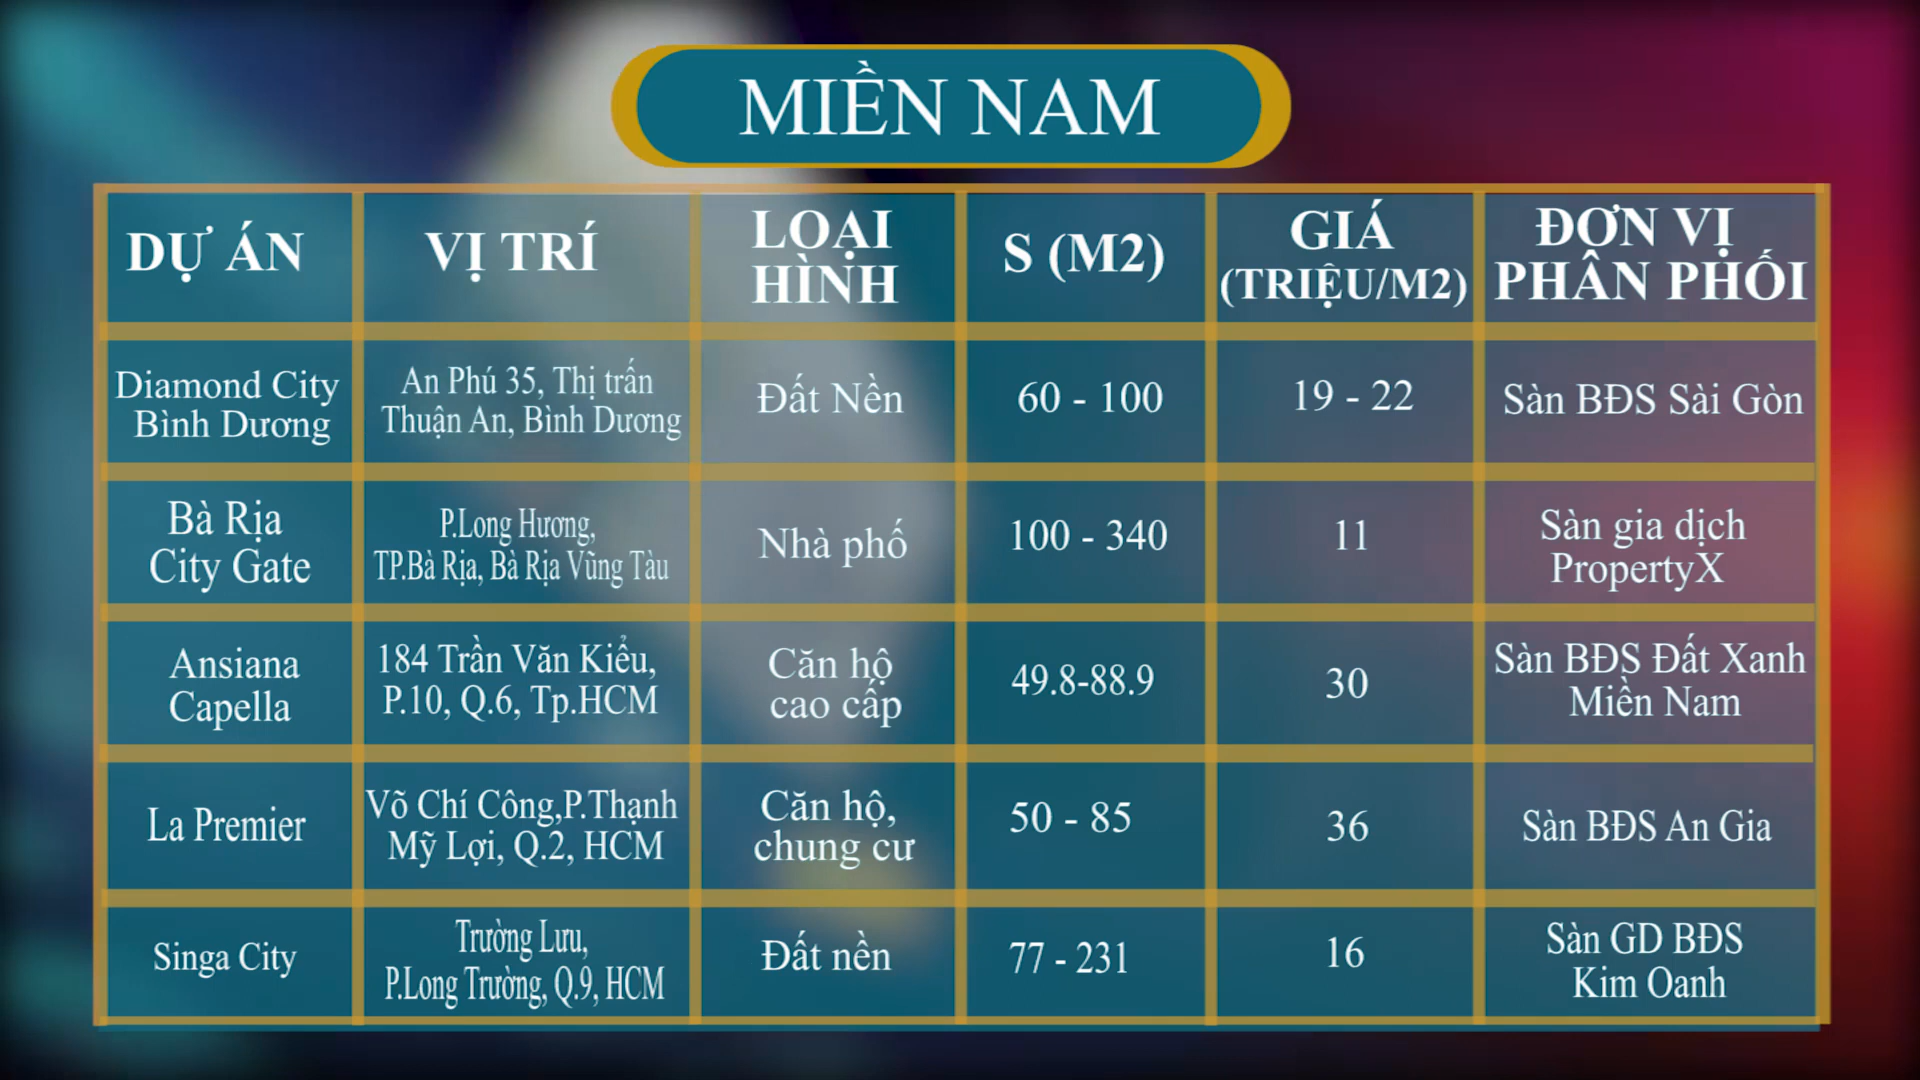 MIỀN NAM
DỰ ÁN
VỊ TRÍ
LOẠI
HÌNH
S (M2)
GIÁ
(TRIỆU/M2)
ĐƠN VỊ
PHÂN PHỐI
Diamond City
Bình Dương
An Phú 35, Thị trấn
Thuận An, Bình Dương
Đất Nền
60 - 100
19 - 22
Sàn BĐS Sài Gòn
Bà Rịa
City Gate
P.Long Hương,
TP.Bà Rịa, Bà Rịa Vũng Tàu
Nhà phố
100 - 340
11
Sàn gia dịch
PropertyX
Ansiana
Capella
184 Trần Văn Kiểu,
P.10, Q.6, Tp.HCM
Căn hộ
cao cấp
49.8-88.9
30
Sàn BĐS Đất Xanh
Miền Nam
La Premier
Võ Chí Công,P.Thạnh
Mỹ Lợi, Q.2, HCM
Căn hộ,
chung cư
50 - 85
36
Sàn BĐS An Gia
Singa City
Trường Lưu,
P.Long Trường, Q.9, HCM
Đất nền
77 - 231
16
Sàn GD BĐS
Kim Oanh